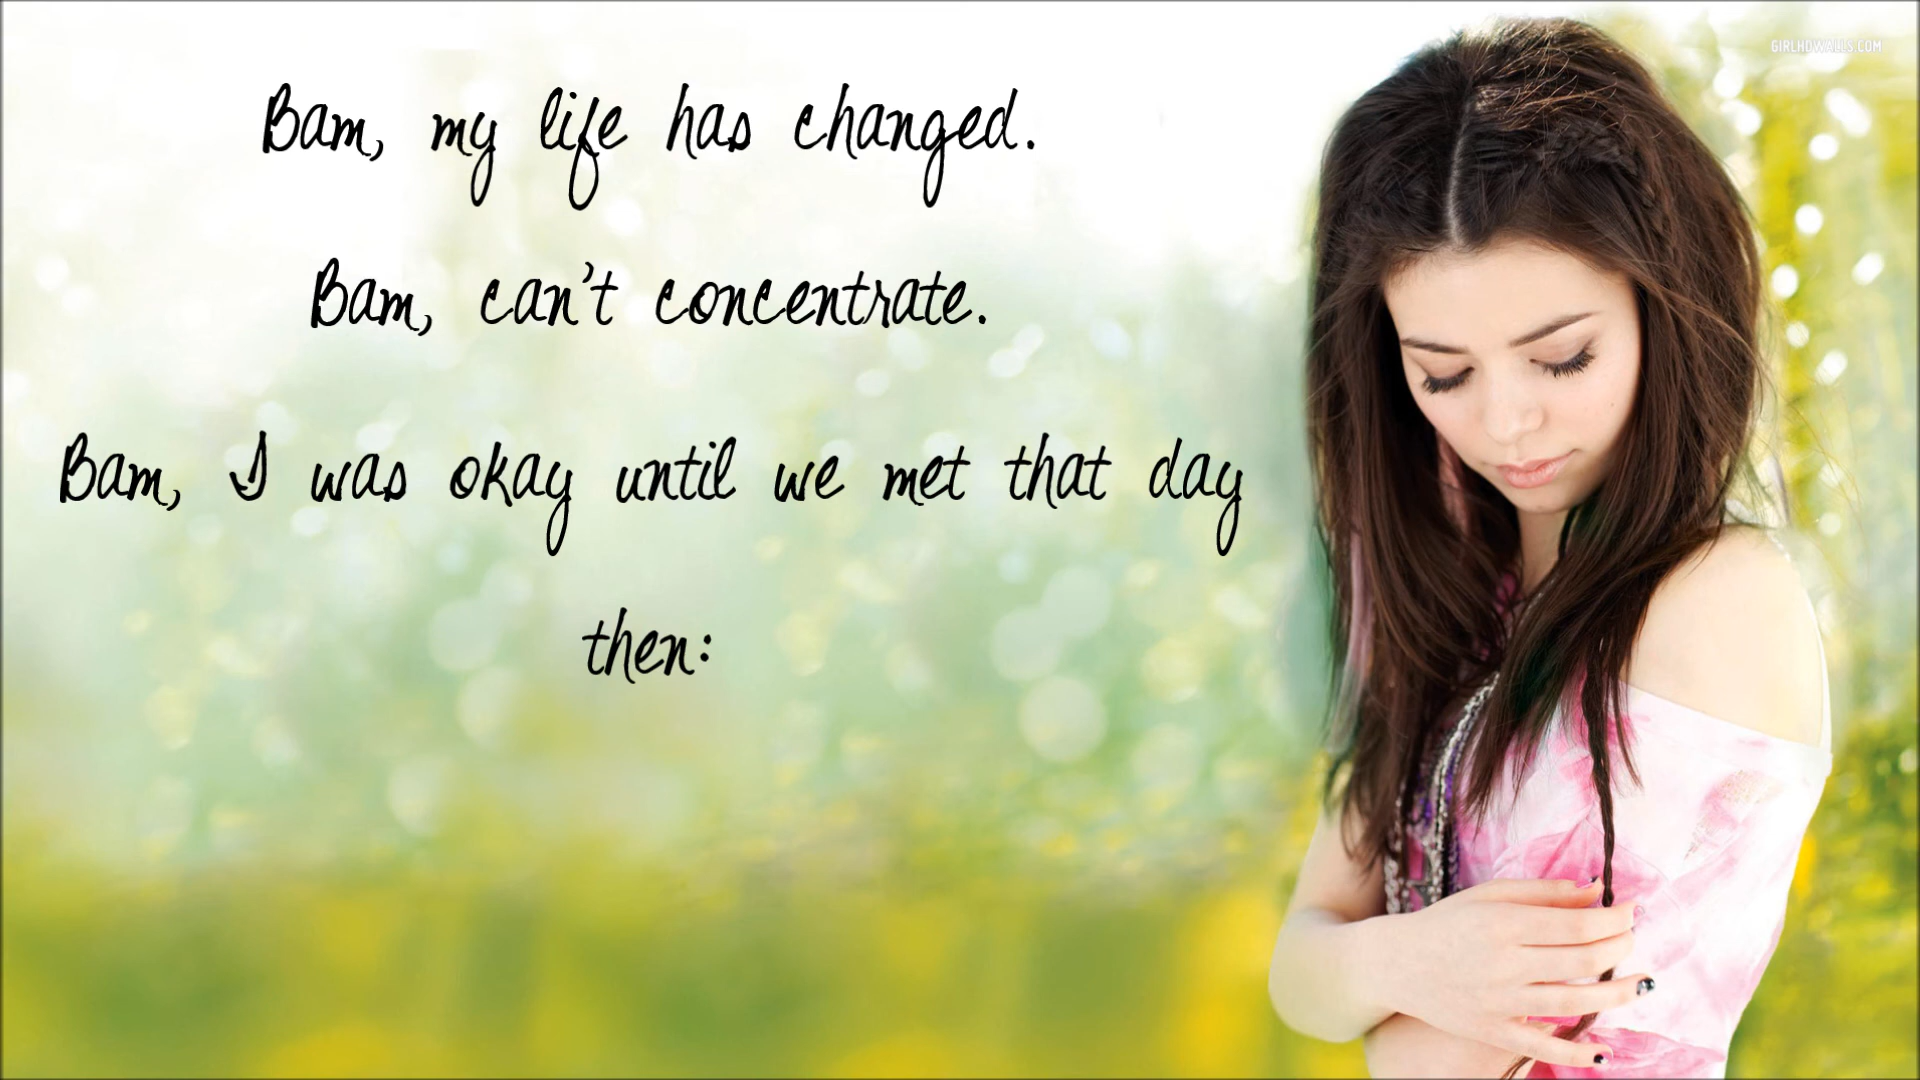 GIRLHDWALLS.COM
Bam, my life has changed.
Bam, can't concentrate.
Bam, I was okay until we met that day
then: